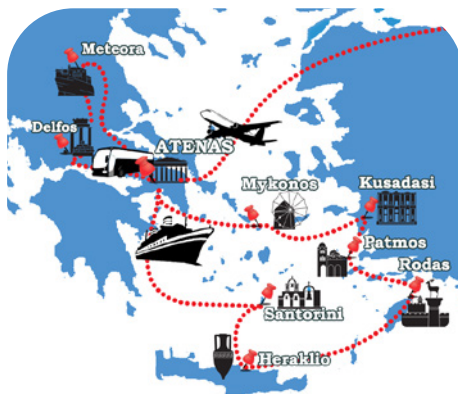 Meteora
Delfos
ATENAS
Mykonos
Kusadasi
Patmos
Rodas
Santorini
Heraklio